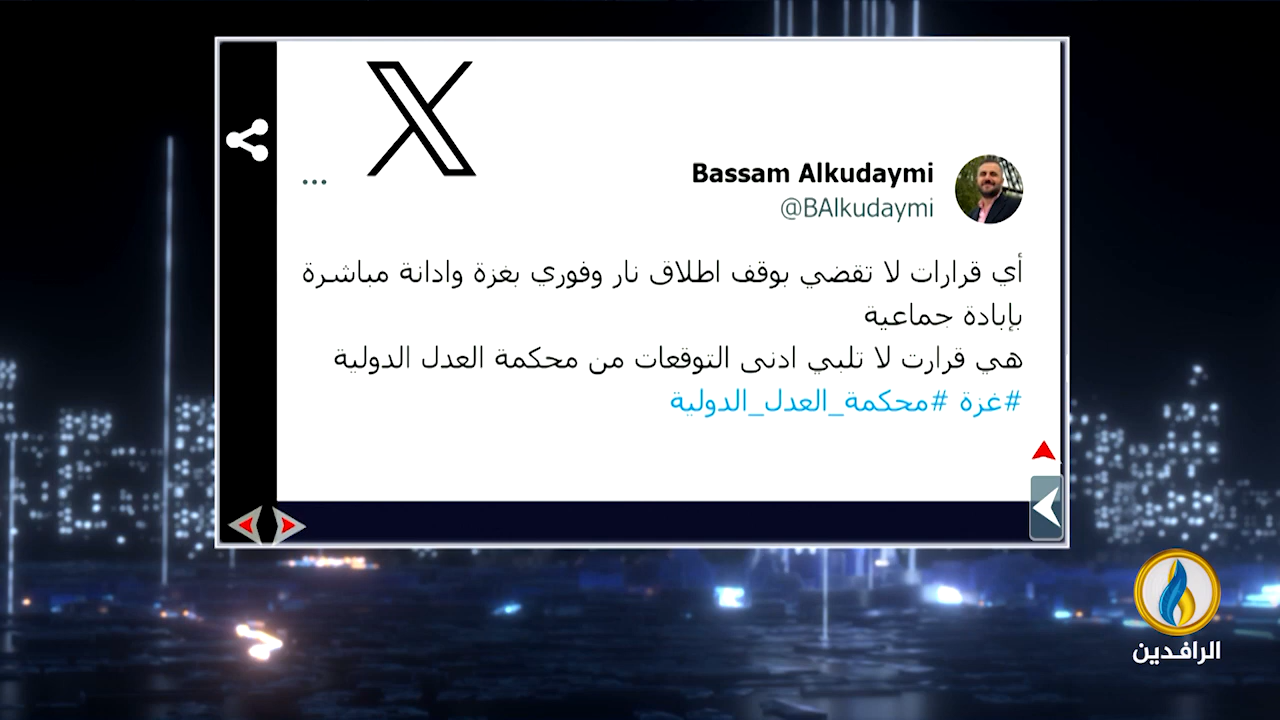 Bassam Alkudaymi
@BAlkudaymi
...
أي قرارات لا تقضي بوقف اطلاق نار وفوري بغزة وادانة مباشرة
بإبادة جماعية
هي قرارت لا تلبي ادنى التوقعات من محكمة العدل الدولية
#غزة #محكمة_العدل_الدولية
الرافدين